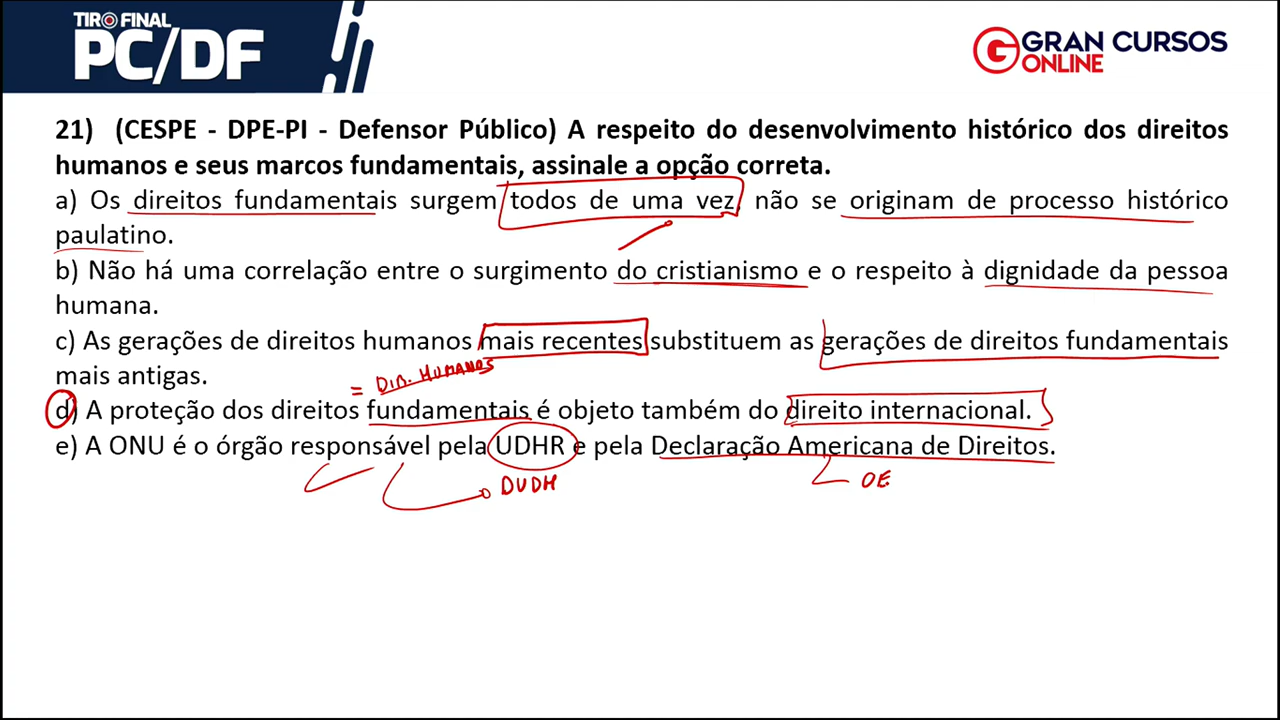 TIRO FINAL
PC/DF
GRAN CURSOS
ONLINE
21) (CESPE - DPE-PI - Defensor Público) A respeito do desenvolvimento histórico dos direitos
humanos e seus marcos fundamentais, assinale a opção correta.
a) Os direitos fundamentais surgem todos de uma vez, não se originam de processo histórico
paulatino.
b) Não há uma correlação entre o surgimento do cristianismo e o respeito à dignidade da pessoa
humana.
c) As gerações de direitos humanos mais recentes substituem as gerações de direitos fundamentais
mais antigas.
= DIR. HUMANOS
d) A proteção dos direitos fundamentais é objeto também do direito internacional.
e) A ONU é o órgão responsável pela UDHR e pela Declaração Americana de Direitos.
DUDH
OE